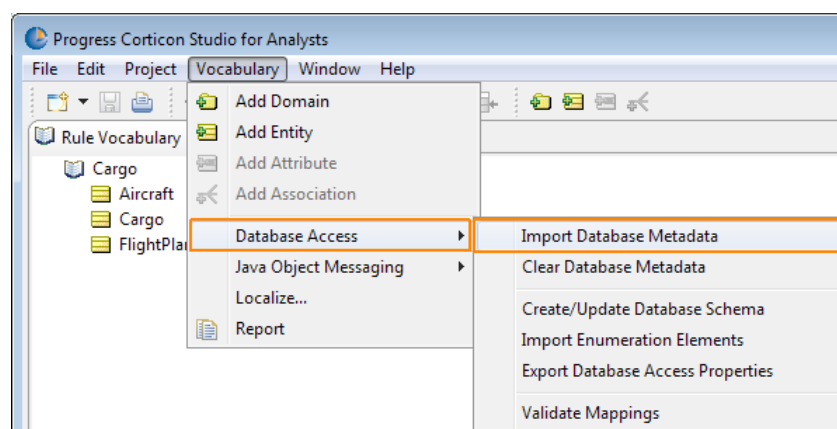 Progress Corticon Studio for Analysts
File Edit Project Vocabulary Window Help
Add Domain
Rule Vocabulary
Add Entity
Cargo
Add Attribute
Aircraft
Add Association
Cargo
Database Access
Import Database Metadata
FlightPla
Java Object Messaging
Clear Database Metadata
Localize...
Create/Update Database Schema
Report
Import Enumeration Elements
Export Database Access Properties
Validate Mappings